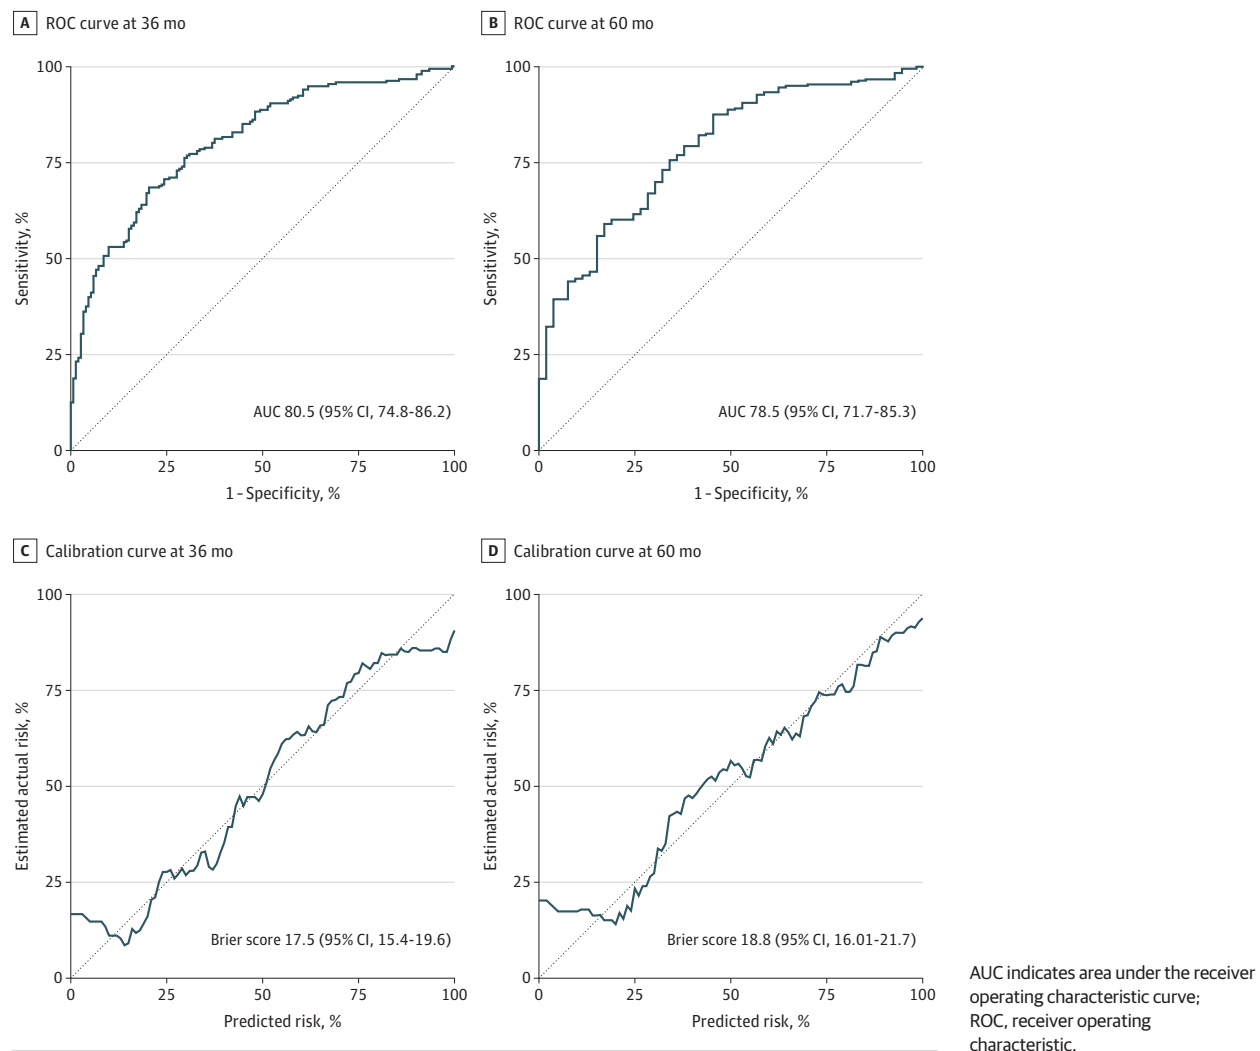 A ROC curve at 36 mo
100
75
50
25
0
Sensitivity, %
0 25 50 75 100
1 - Specificity, %
AUC 80.5 (95% CI, 74.8-86.2)
B ROC curve at 60 mo
100
75
50
25
0
Sensitivity, %
0 25 50 75 100
1 - Specificity, %
AUC 78.5 (95% CI, 71.7-85.3)
C Calibration curve at 36 mo
100
75
50
25
0
Estimated actual risk, %
0 25 50 75 100
Predicted risk, %
Brier score 17.5 (95% CI, 15.4-19.6)
D Calibration curve at 60 mo
100
75
50
25
0
Estimated actual risk, %
0 25 50 75 100
Predicted risk, %
Brier score 18.8 (95% CI, 16.01-21.7)
AUC indicates area under the receiver
operating characteristic curve;
ROC, receiver operating
characteristic.